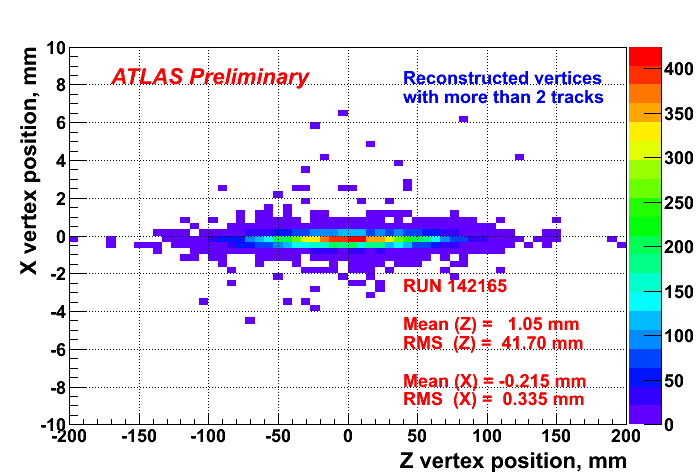 ATLAS Preliminary
Reconstructed vertices
with more than 2 tracks
X vertex position, mm
10
8
6
4
2
0
-2
-4
-6
-8
-10
RUN 142165
Mean (Z) = 1.05 mm
RMS (Z) = 41.70 mm
Mean (X) = -0.215 mm
RMS (X) = 0.335 mm
400
350
300
250
200
150
100
50
0
-200 -150 -100 -50 0 50 100 150 200
Z vertex position, mm